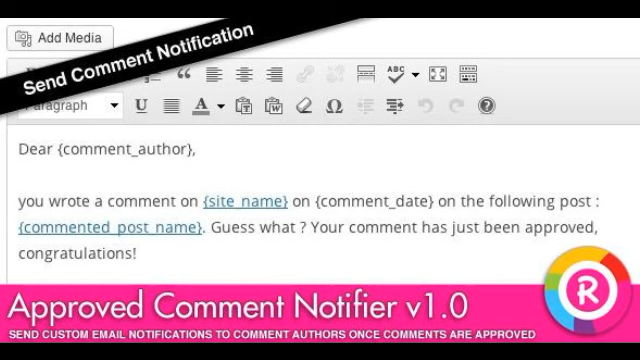 Add Media
Send Comment Notification
ABC
Paragraph
Dear {comment_author},
you wrote a comment on {site_name} on {comment_date} on the following post :
{commented_post_name}. Guess what ? Your comment has just been approved,
congratulations!
R
Approved Comment Notifier v1.0
SEND CUSTOM EMAIL NOTIFICATIONS TO COMMENT AUTHORS ONCE COMMENTS ARE APPROVED